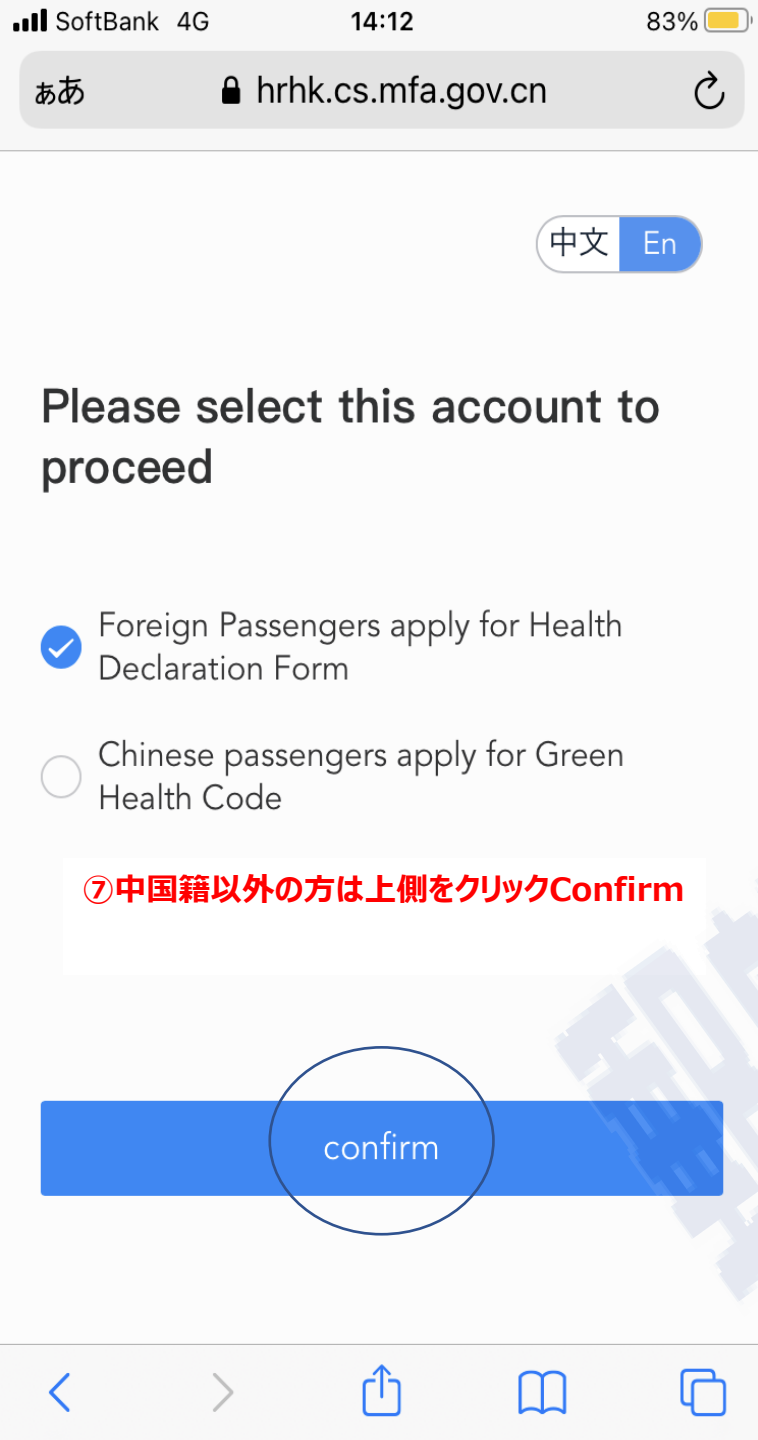 SoftBank 4G 14:12 83%
ぁあ hrhk.cs.mfa.gov.cn
中文 En
Please select this account to
proceed
Foreign Passengers apply for Health
Declaration Form
Chinese passengers apply for Green
Health Code
⑦中国籍以外の方は上側をクリックConfirm
confirm